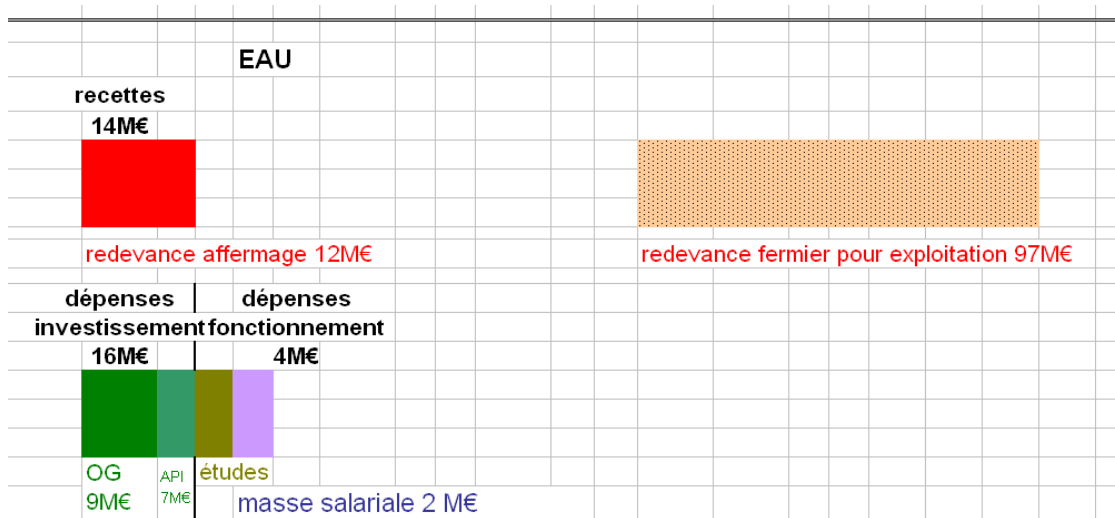 EAU
recettes
14M€
redevance affermage 12M€
redevance fermier pour exploitation 97M€
dépenses
dépenses
investissement
fonctionnement
16M€
4M€
OG
9M€
API
7M€
études
masse salariale 2 M€